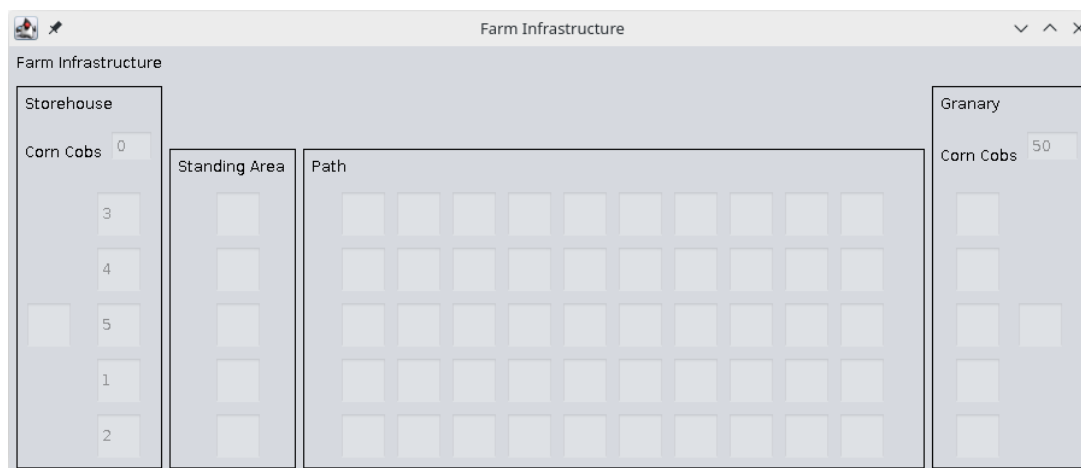 Farm Infrastructure
Farm Infrastructure
Storehouse
Granary
Corn Cobs 0
Corn Cobs 50
Standing Area
Path
3
4
5
1
2